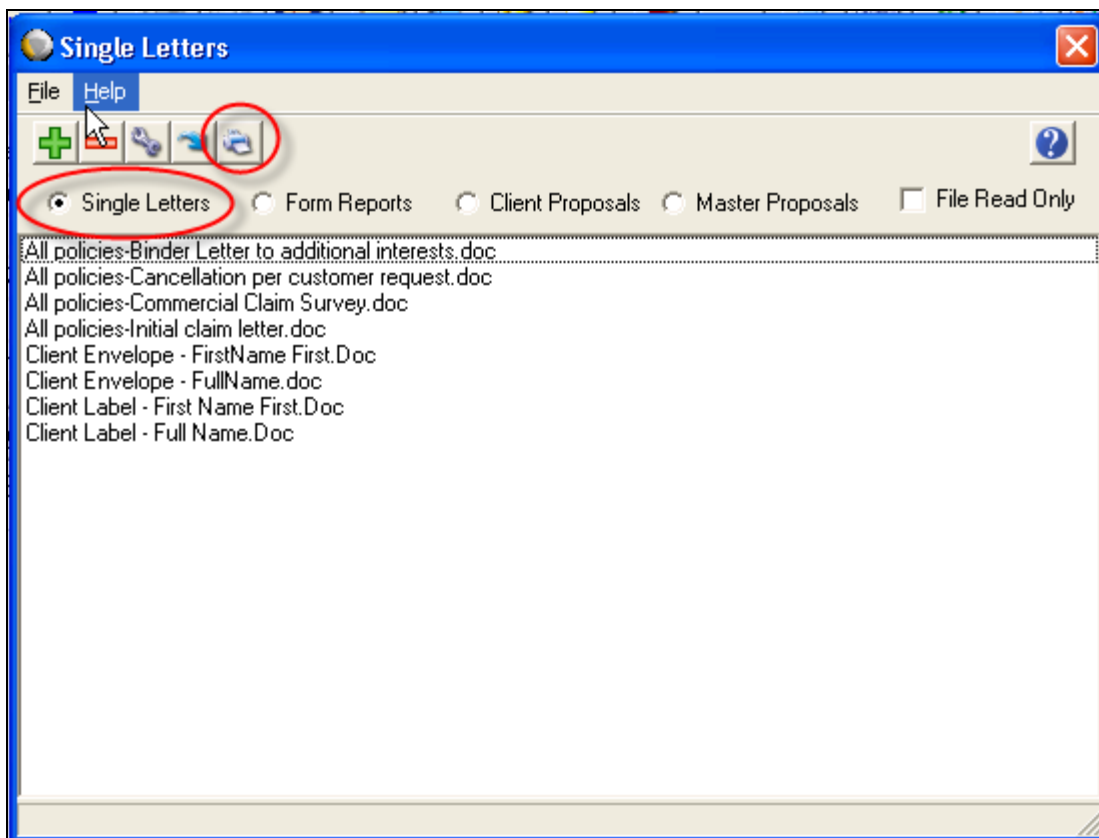 Single Letters
File Help
Single Letters Form Reports Client Proposals Master Proposals File Read Only
All policies-Binder Letter to additional interests.doc
All policies-Cancellation per customer request.doc
All policies-Commercial Claim Survey.doc
All policies-Initial claim letter.doc
Client Envelope - FirstName First.Doc
Client Envelope - FullName.doc
Client Label - First Name First.Doc
Client Label - Full Name.Doc